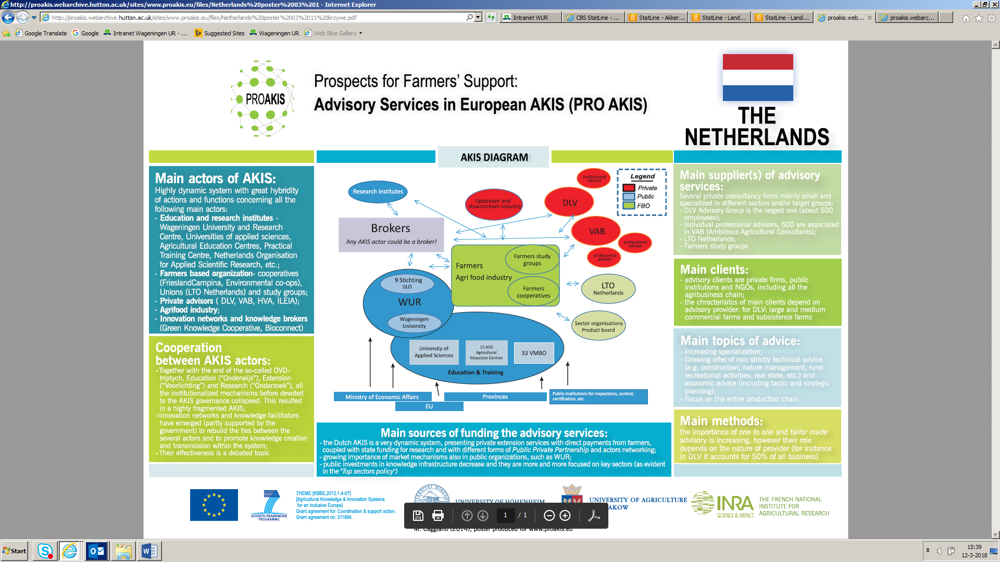 http://proakis.webarchive.hutton.ac.uk/sites/www.proakis.eu/files/Netherlands%20poster%2003%201 - Internet Explorer
http://proakis.webarchive.hutton.ac.uk/sites/www.proakis.eu/files/Netherlands%20poster%2003%2011%20krzywe.pdf
Intranet WUR
CBS StatLine - ...
StatLine - Akker...
StatLine - Land...
StatLine - Land...
proakis.web...
proakis.webarc...
Google Translate
Google
Intranet Wageningen UR - ...
Suggested Sites
Wageningen UR
Web Slice Gallery
PROAKIS
Prospects for Farmers' Support:
Advisory Services in European AKIS (PRO AKIS)
THE
NETHERLANDS
Main actors of AKIS:
Highly dynamic system with great hybridity
of actions and functions concerning all the
following main actors:
- Education and research institutes -
Wageningen University and Research
Centre, Universities of applied sciences,
Agricultural Education Centres, Practical
Training Centre, Netherlands Organisation
for Applied Scientific Research, etc.;
- Farmers based organization- cooperatives
(FrieslandCampina, Environmental co-ops),
Unions (LTO Netherlands) and study groups;
- Private advisors ( DLV, VAB, HVA, ILEIA);
- Agrifood industry;
- Innovation networks and knowledge brokers
(Green Knowledge Cooperative, Bioconnect)
Cooperation
between AKIS actors:
•Together with the end of the so-called OVO-
triptych, Education ("Onderwijs"), Extension
("Voorlichting") and Research ("Onderzoek"), all
the institutionalized mechanisms before devoted
to the AKIS governance collapsed. This resulted
in a highly fragmented AKIS;
•Innovation networks and knowledge facilitators
have emerged (partly supported by the
government) to rebuild the ties between the
several actors and to promote knowledge creation
and transmission within the system;
•Their effectiveness is a debated topic
AKIS DIAGRAM
Research institutes
Upstream and
downstream industry
professional
advisor
DLV
Legend
Private
Public
FBO
Brokers
Any AKIS actor could be a broker!
VAB
professional
advisor
professional
advisor
Farmers
Agri food industry
Farmers study
groups
Farmers
cooperatives
9 Stichting
DLO
WUR
Wageningen
University
LTO
Netherlands
Sector organisations
Product board
University of
Applied Sciences
13 AOC
Agricultural
Education Centres
33 VMBO
Education & Training
Ministry of Economic Affairs
EU
Provinces
Public institutions for inspections, control,
certification, etc.
Main sources of funding the advisory services:
- the Dutch AKIS is a very dynamic system, presenting private extension services with direct payments from farmers,
coupled with state funding for research and with different forms of Public Private Partnership and actors networking;
- growing importance of market mechanisms also in public organizations, such as WUR;
- public investments in knowledge infrastructure decrease and they are more and more focused on key sectors (as evident
in the "Top sectors policy")
Main supplier(s) of advisory
services:
Several private consultancy firms mainly small and
specialized in different sectors and/or target groups:
- DLV Advisory Group is the largest one (about 500
employees);
- Individual professional advisors, 500 are associated
in VAB (Ambitious Agricultural Consultants);
- LTO Netherlands;
- Farmers study groups
Main clients:
- advisory clients are private firms, public
institutions and NGOs, including all the
agribusiness chain;
- the chracterisitcs of main clients depend on
advisory provider: for DLV: large and medium
commercial farms and subsistence farms
Main topics of advice:
- Increasing specialization;
- Growing offer of non strictly technical advice
(e.g. construction, nature management, rural
recreational activities, real state, etc.) and
economic advice (including tactic and strategic
planning);
- Focus on the entire production chain
Main methods:
the importance of one to one and tailor made
advisory is increasing, however their role
depends on the nature of provider (for instance
in DLV it accounts for 50% of all business)
SEVENTH FRAMEWORK
PROGRAMME
THEME [KBBE.2012.1.4-07]
[Agricultural Knowledge & Innovation Systems
for an Inclusive Europe]
Grant agreement for: Coordination & support action.
Grant agreement no: 311994.
UNIVERSITY OF HOHENHEIM
UNIVERSITY OF AGRICULTURE
AKOW
INRA
SCIENCE & IMPACT
THE FRENCH NATIONAL
INSTITUTE FOR
AGRICULTURAL RESEARCH
1 / 1
M. Caggiano (2014), poster produced for www.proakis.eu
Start
15:39
12-3-2018